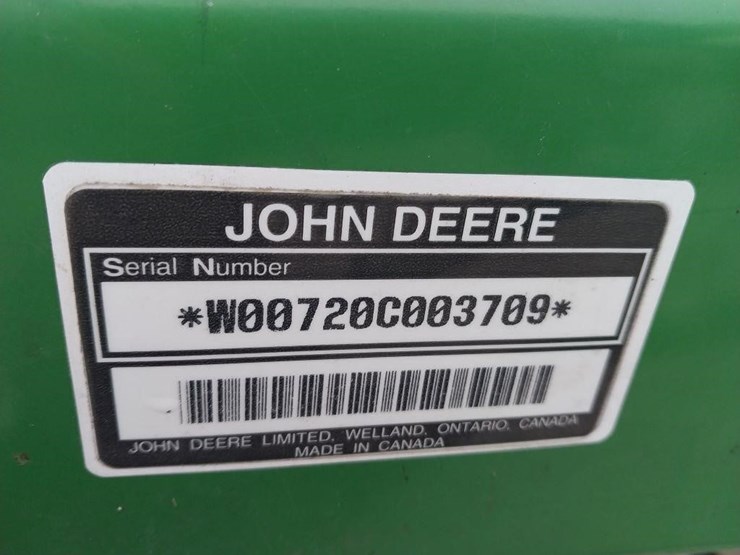 JOHN DEERE
Serial Number
*W00720C003709*
JOHN DEERE LIMITED, WELLAND, ONTARIO, CANADA
MADE IN CANADA